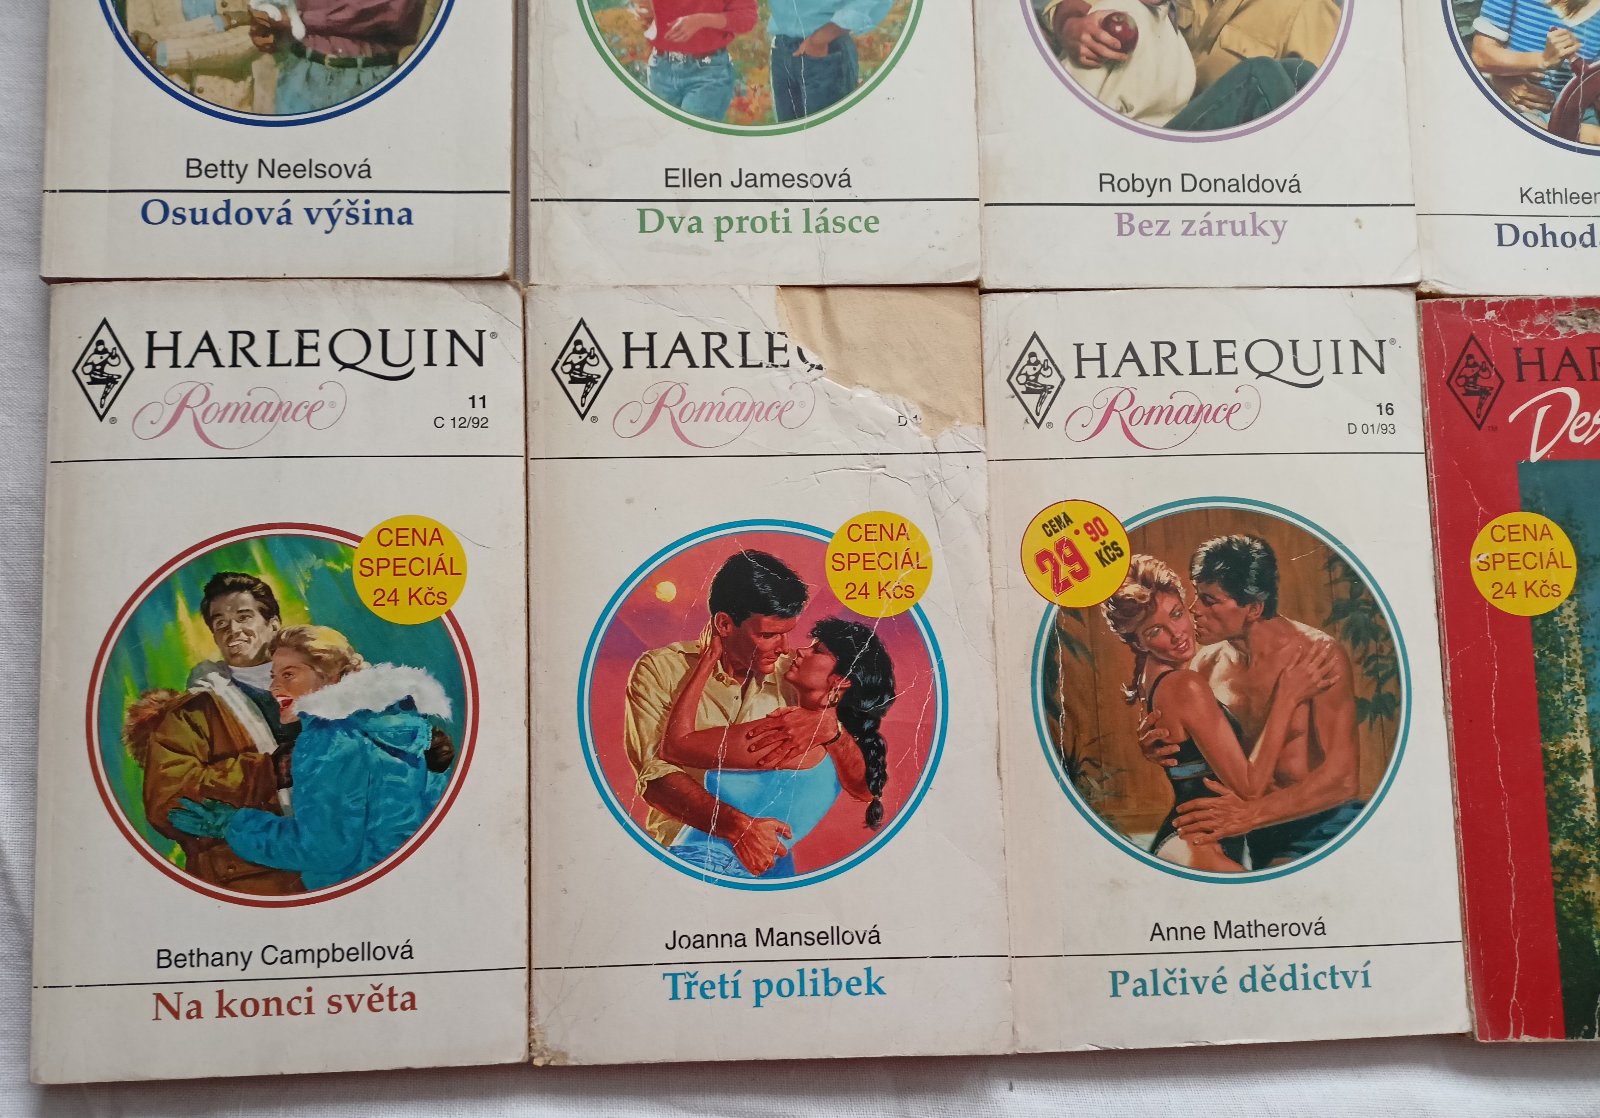 Betty Neelsová
Osudová výšina
Ellen Jamesová
Dva proti lásce
Robyn Donaldová
Bez záruky
Kathleen
HARLEQUIN®
Romance®
11
C 12/92
CENA
SPECIÁL
24 Kčs
Bethany Campbellová
Na konci světa
HARLEQ
Romance®
CENA
SPECIÁL
24 Kčs
Joanna Mansellová
Třetí polibek
HARLEQUIN®
Romance®
16
D 01/93
CENA
29·90
KČS
Anne Matherová
Palčivé dědictví
CENA
SPECIÁL
24 Kčs